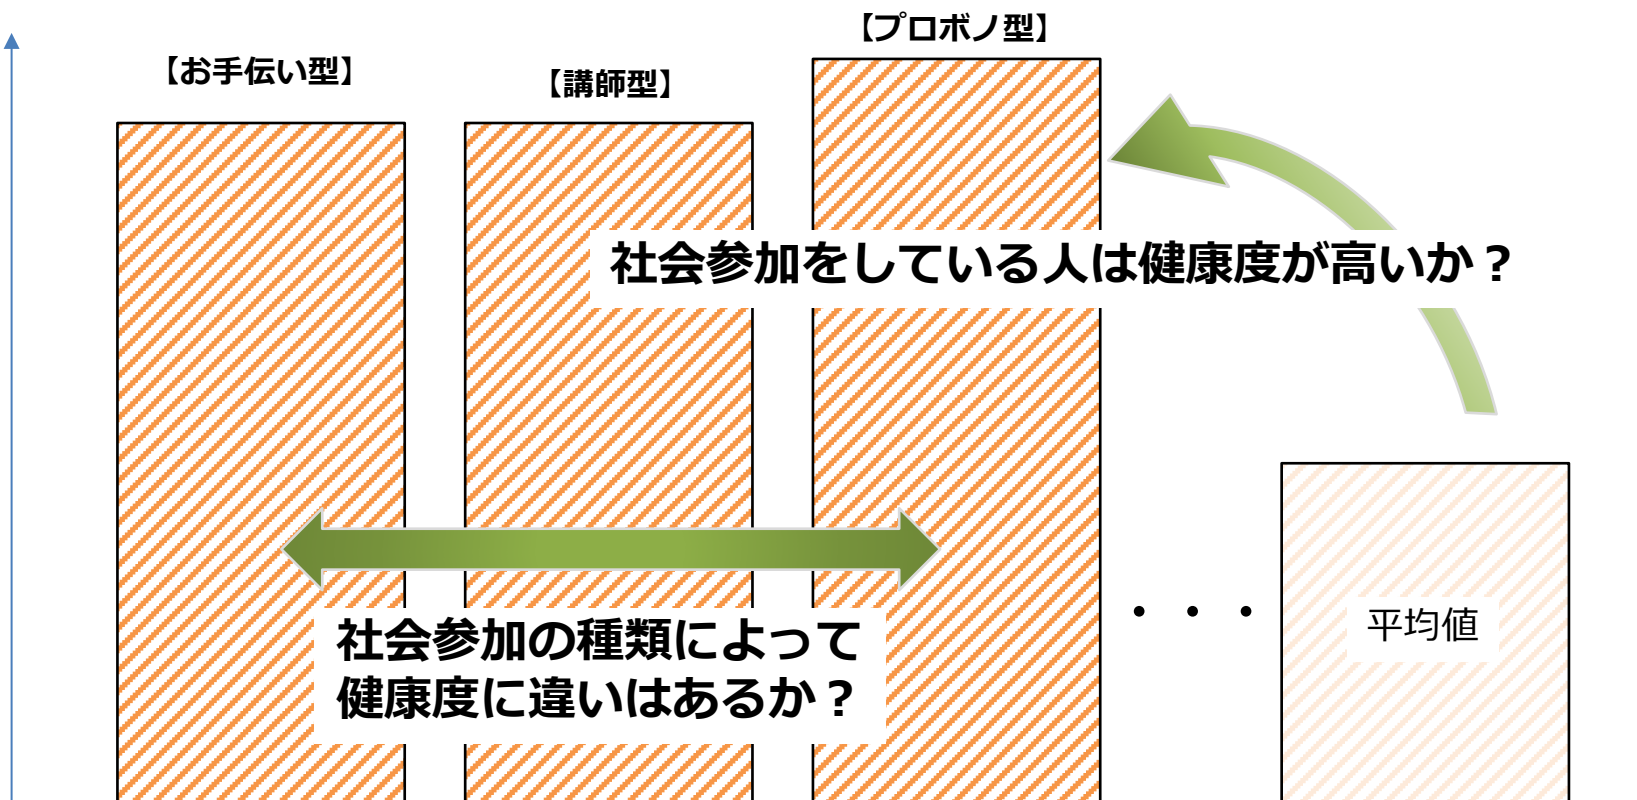 【プロボノ型】
【お手伝い型】
【講師型】
社会参加をしている人は健康度が高いか？
社会参加の種類によって
健康度に違いはあるか？
・・・
平均値